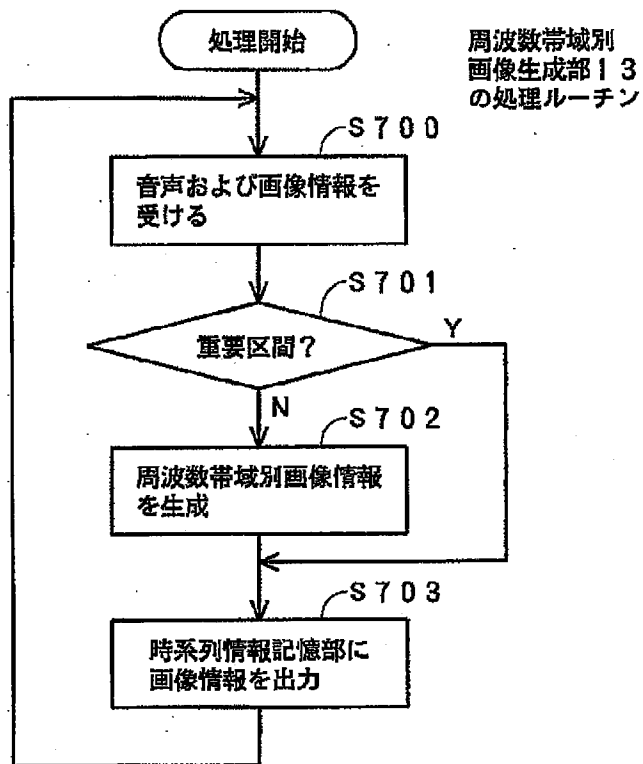 処理開始
周波数帯域別
画像生成部１３
の処理ルーチン
S７００
音声および画像情報を
受ける
S７０１
重要区間？
Y
N
S７０２
周波数帯域別画像情報
を生成
S７０３
時系列情報記憶部に
画像情報を出力